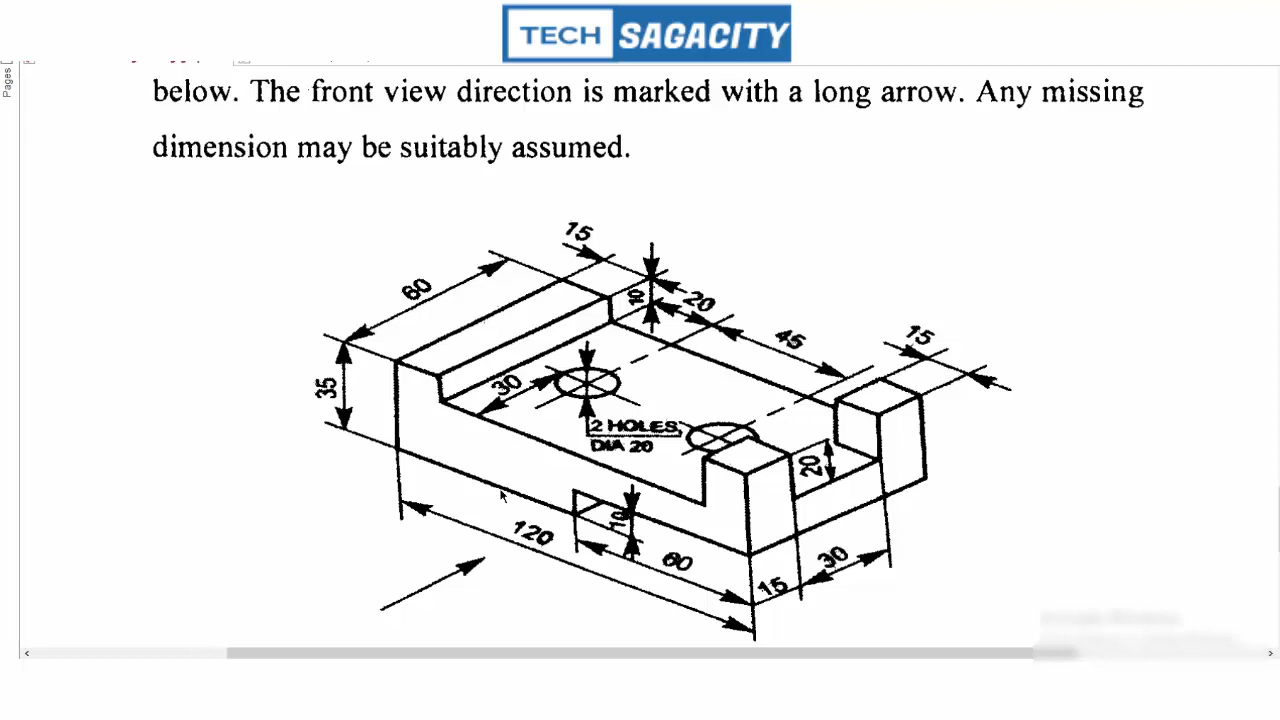 TECH SAGACITY
Pages
below. The front view direction is marked with a long arrow. Any missing
dimension may be suitably assumed.
15
60
10
20
45
15
35
30
2 HOLES,
DIA 20
20
10
120
60
15
30